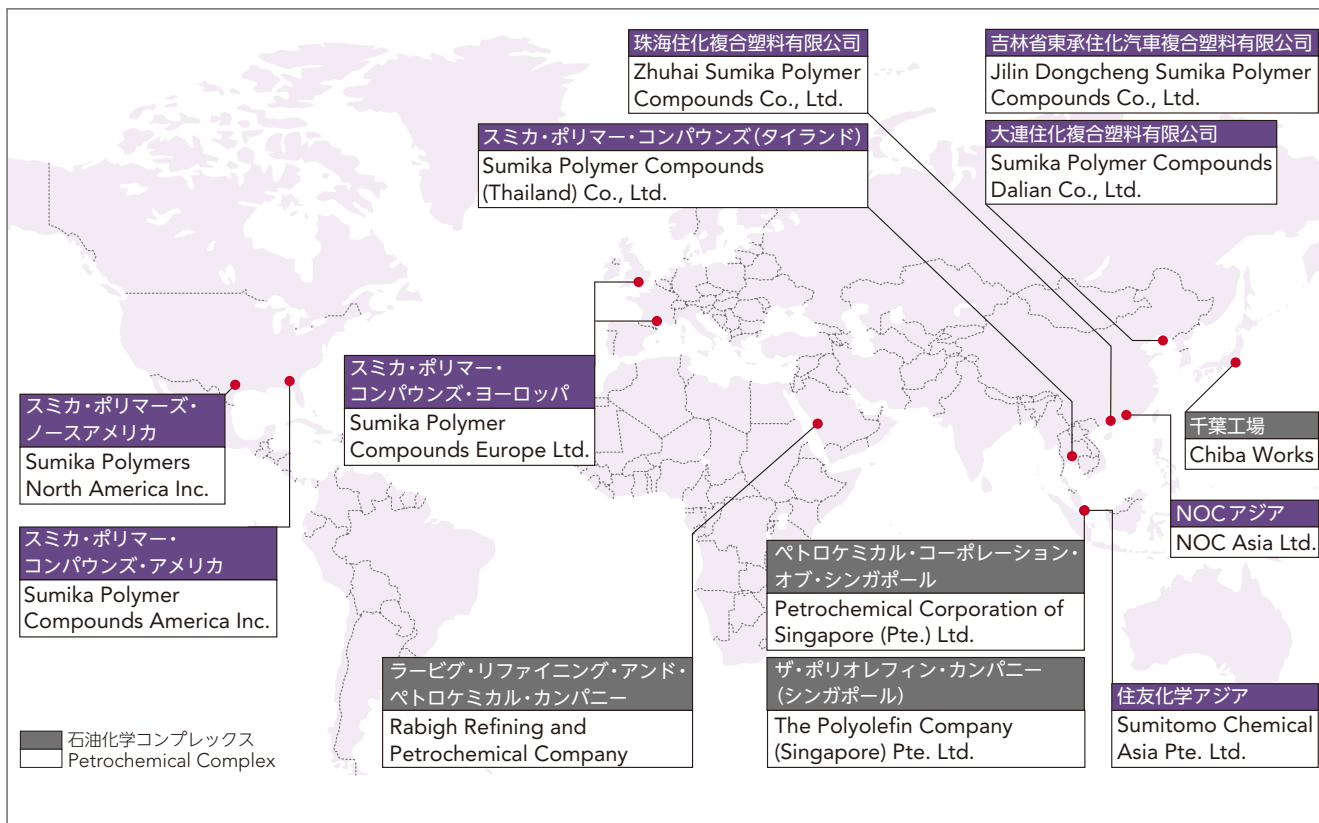 珠海住化複合塑料有限公司
Zhuhai Sumika Polymer
Compounds Co., Ltd.
吉林省東承住化汽車複合塑料有限公司
Jilin Dongcheng Sumika Polymer
Compounds Co., Ltd.
スミカ・ポリマー・コンパウンズ(タイランド)
Sumika Polymer Compounds
(Thailand) Co., Ltd.
大連住化複合塑料有限公司
Sumika Polymer Compounds
Dalian Co., Ltd.
スミカ・ポリマー・
コンパウンズ・ヨーロッパ
Sumika Polymer
Compounds Europe Ltd.
スミカ・ポリマーズ・
ノースアメリカ
Sumika Polymers
North America Inc.
千葉工場
Chiba Works
NOCアジア
NOC Asia Ltd.
スミカ・ポリマー・
コンパウンズ・アメリカ
Sumika Polymer
Compounds America Inc.
ペトロケミカル・コーポレーション・
オブ・シンガポール
Petrochemical Corporation of
Singapore (Pte.) Ltd.
ラービグ・リファイニング・アンド・
ペトロケミカル・カンパニー
Rabigh Refining and
Petrochemical Company
ザ・ポリオレフィン・カンパニー
(シンガポール)
The Polyolefin Company
(Singapore) Pte. Ltd.
住友化学アジア
Sumitomo Chemical
Asia Pte. Ltd.
石油化学コンプレックス
Petrochemical Complex